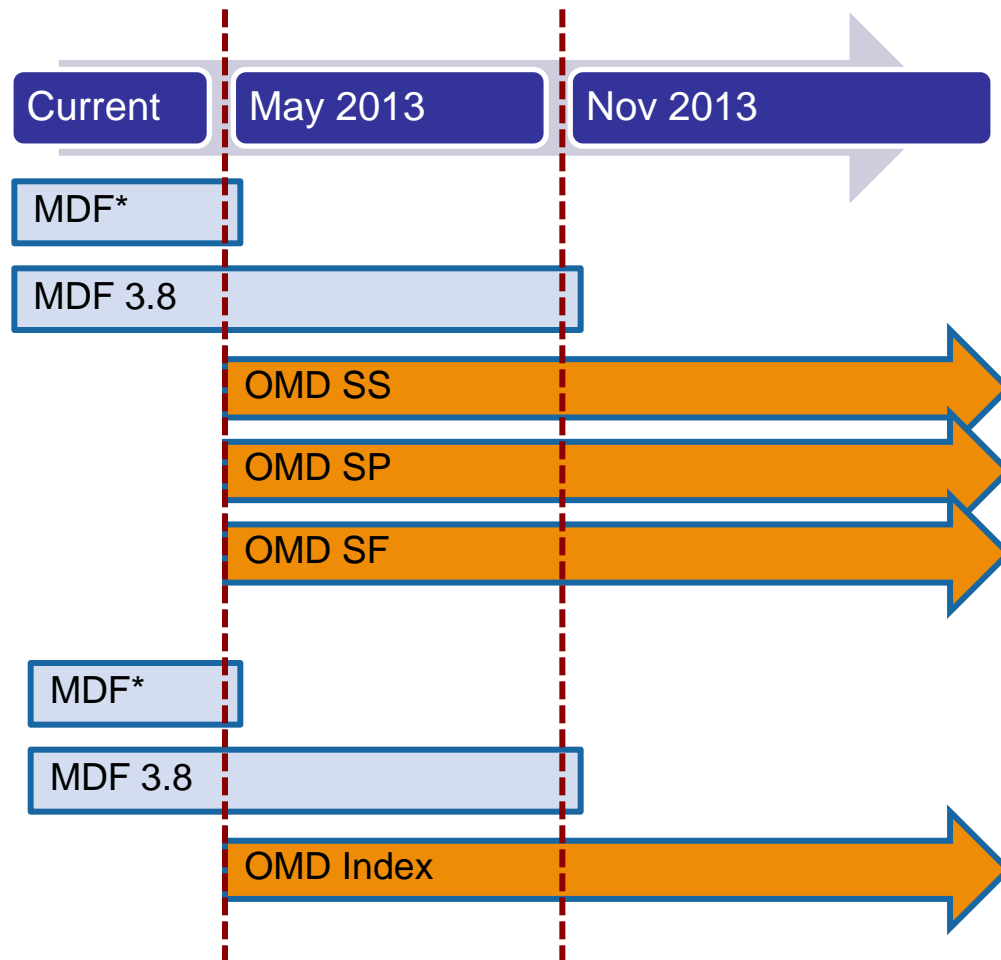 Current May 2013 Nov 2013
MDF*
MDF 3.8
OMD SS
OMD SP
OMD SF
MDF*
MDF 3.8
OMD Index